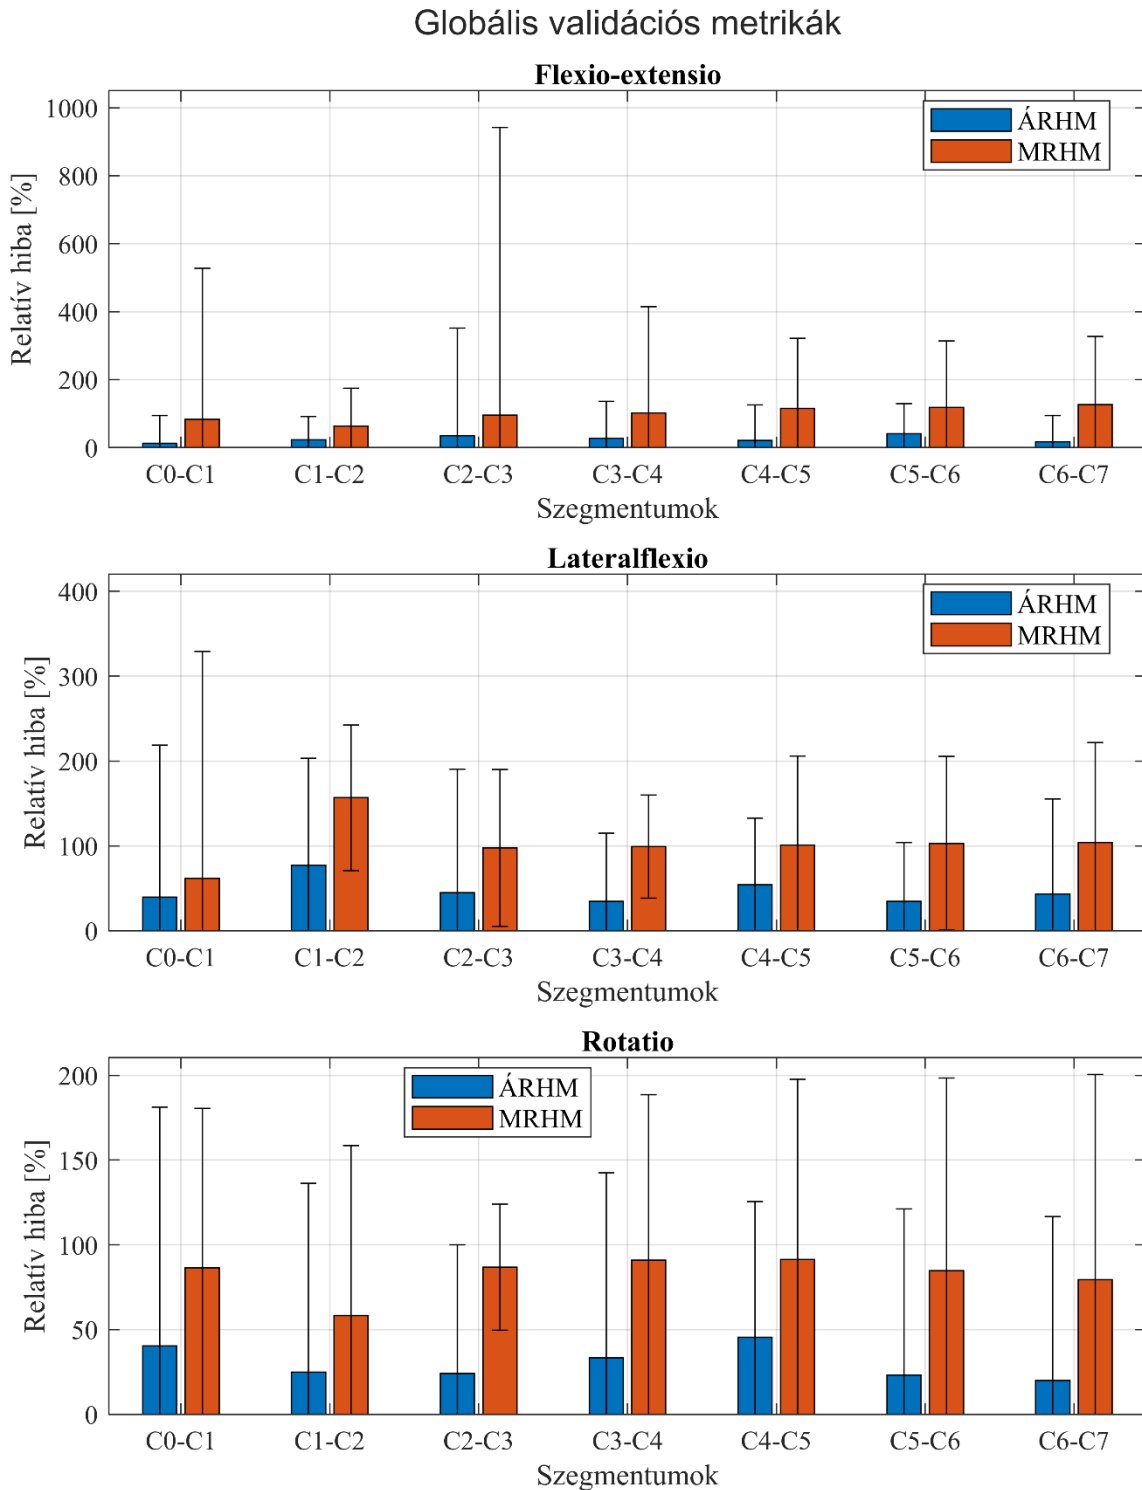 Globális validációs metrikák
Flexio-extensio
1000
800
600
400
200
0
Relatív hiba [%]
ÁRHM
MRHM
C0-C1 C1-C2 C2-C3 C3-C4 C4-C5 C5-C6 C6-C7
Szegmentumok
Lateralflexio
400
300
200
100
0
Relatív hiba [%]
ÁRHM
MRHM
C0-C1 C1-C2 C2-C3 C3-C4 C4-C5 C5-C6 C6-C7
Szegmentumok
Rotatio
200
150
100
50
0
Relatív hiba [%]
ÁRHM
MRHM
C0-C1 C1-C2 C2-C3 C3-C4 C4-C5 C5-C6 C6-C7
Szegmentumok